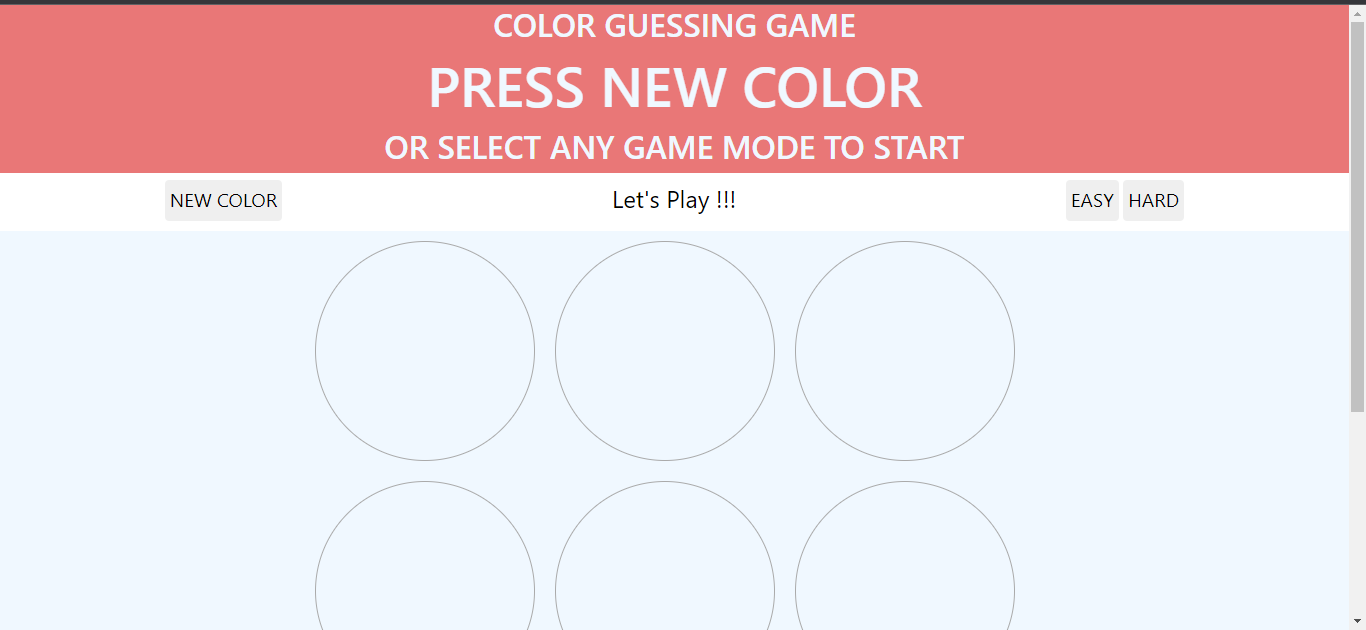 COLOR GUESSING GAME
PRESS NEW COLOR
OR SELECT ANY GAME MODE TO START
NEW COLOR Let's Play !!! EASY HARD